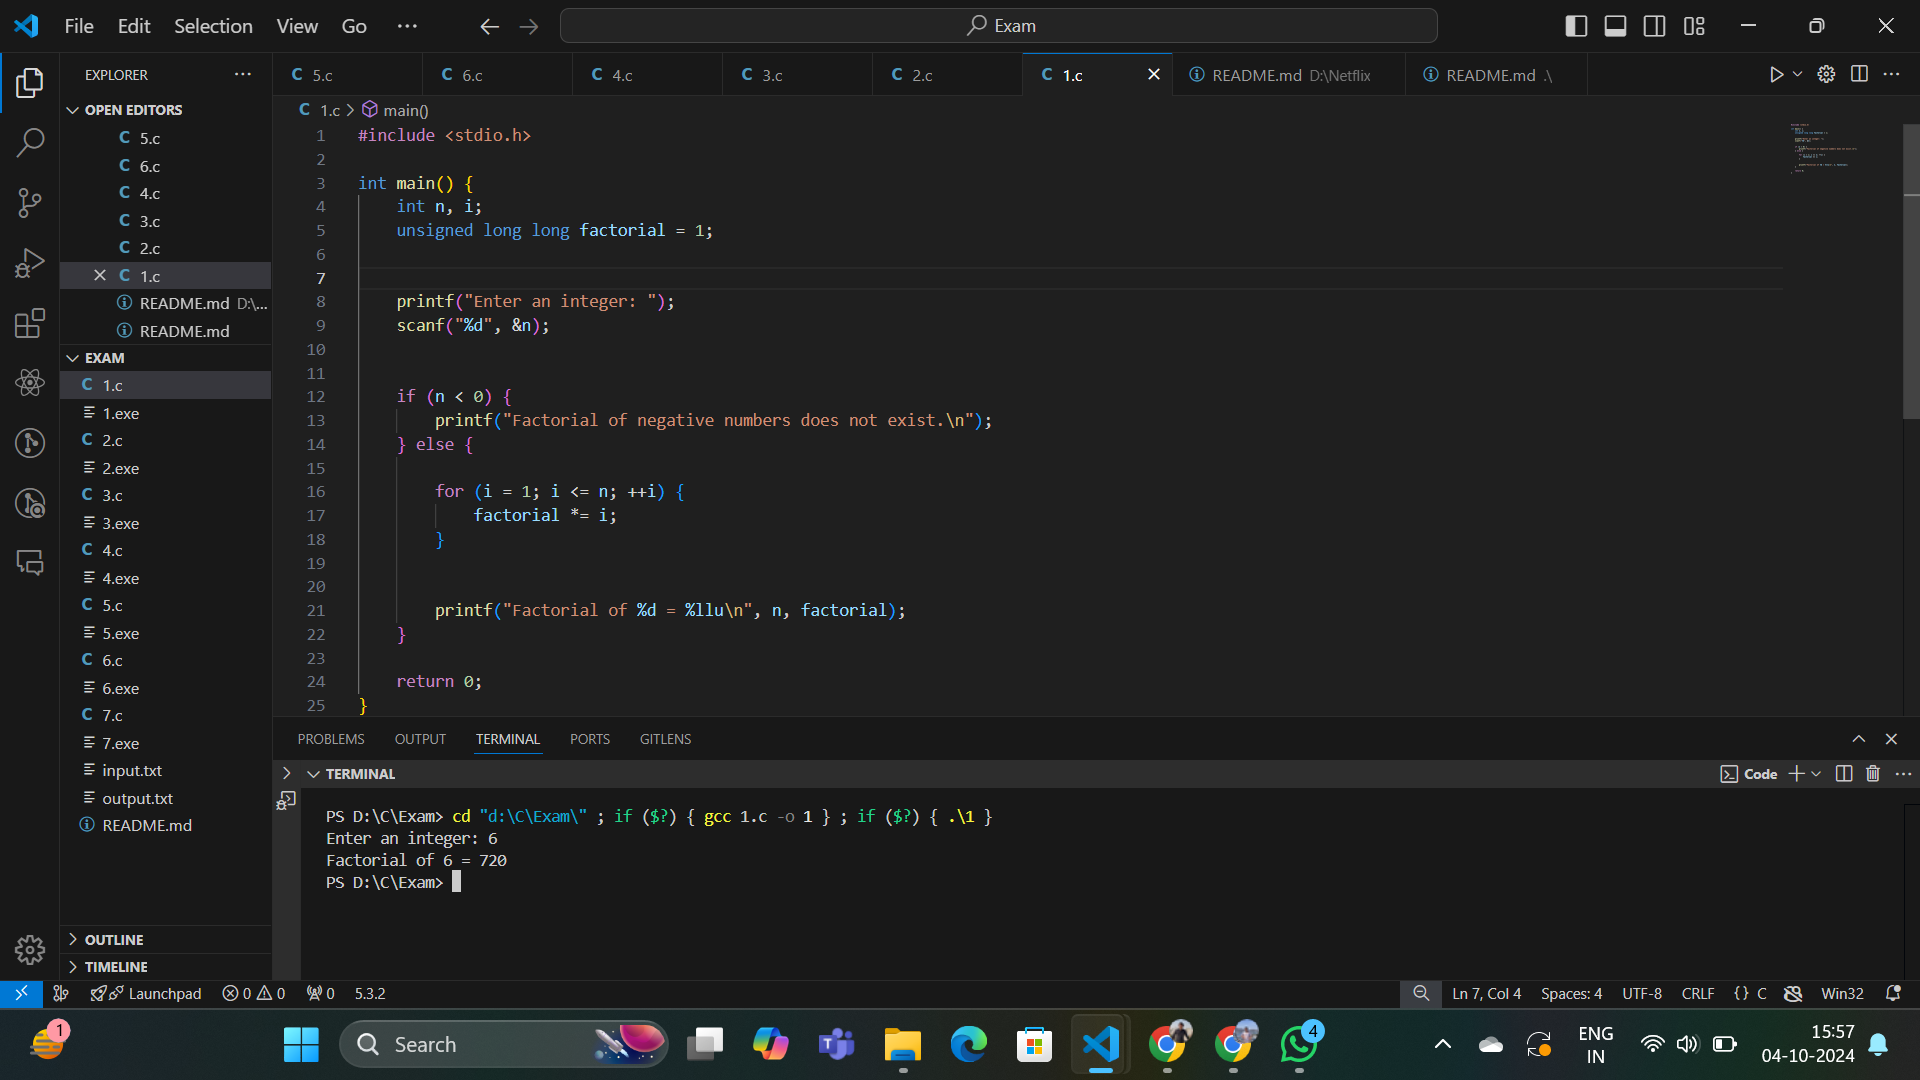 File Edit Selection View Go ···
Exam
EXPLORER ···
OPEN EDITORS
5.c
6.c
4.c
3.c
2.c
1.c
README.md D:\...
README.md
EXAM
1.c
1.exe
2.c
2.exe
3.c
3.exe
4.c
4.exe
5.c
5.exe
6.c
6.exe
7.c
7.exe
input.txt
output.txt
README.md
OUTLINE
TIMELINE
C 5.c C 6.c C 4.c C 3.c C 2.c C 1.c README.md D:\Netflix README.md .\
C 1.c > main()
1 #include <stdio.h>
2
3 int main() {
4 int n, i;
5 unsigned long long factorial = 1;
6
7
8 printf("Enter an integer: ");
9 scanf("%d", &n);
10
11
12 if (n < 0) {
13 printf("Factorial of negative numbers does not exist.\n");
14 } else {
15
16 for (i = 1; i <= n; ++i) {
17 factorial *= i;
18 }
19
20
21 printf("Factorial of %d = %llu\n", n, factorial);
22 }
23
24 return 0;
25 }
PROBLEMS OUTPUT TERMINAL PORTS GITLENS
TERMINAL
Code
PS D:\C\Exam> cd "d:\C\Exam\" ; if ($?) { gcc 1.c -o 1 } ; if ($?) { .\1 }
Enter an integer: 6
Factorial of 6 = 720
PS D:\C\Exam>
Launchpad 0 0 0 5.3.2
Ln 7, Col 4 Spaces: 4 UTF-8 CRLF {} C Win32
1
Search
4
ENG
IN
15:57
04-10-2024